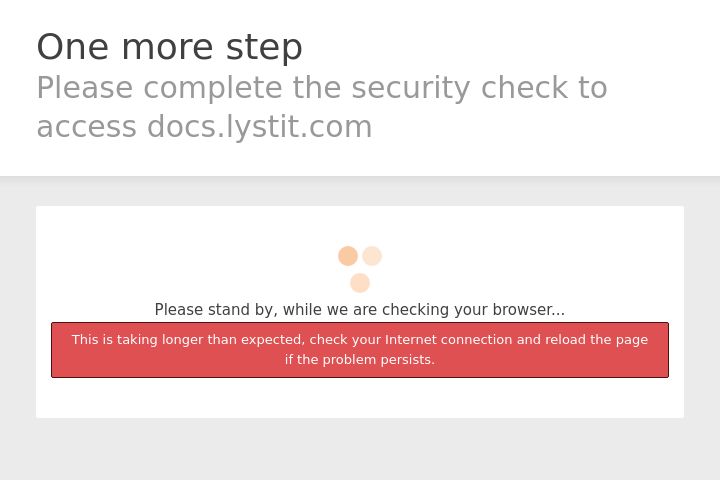 One more step
Please complete the security check to
access docs.lystit.com
Please stand by, while we are checking your browser...
This is taking longer than expected, check your Internet connection and reload the page
if the problem persists.